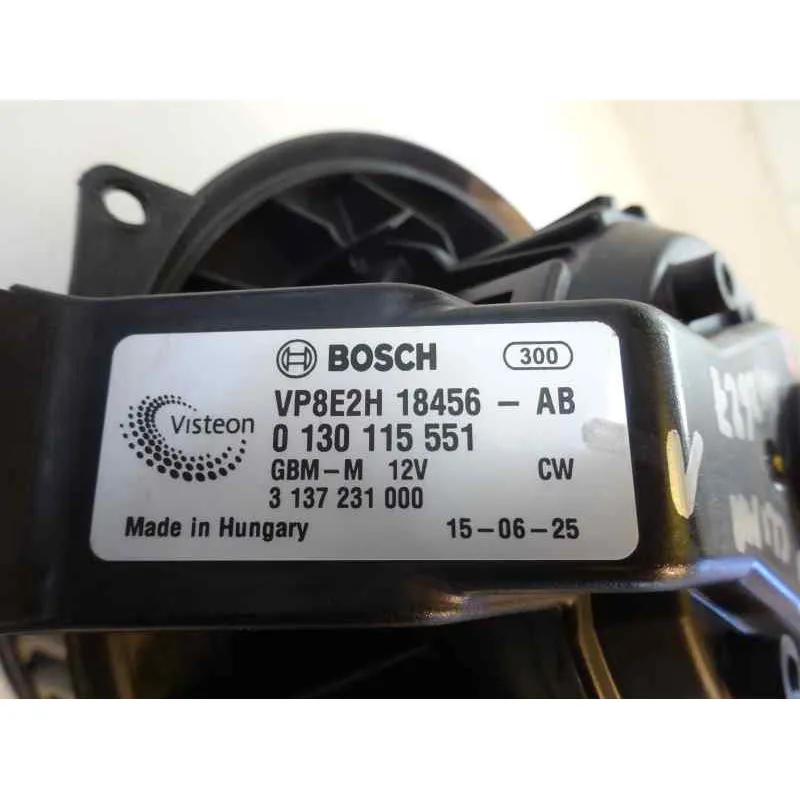 BOSCH 300
Visteon
VP8E2H 18456 - AB
0 130 115 551
GBM-M 12V CW
3 137 231 000
Made in Hungary 15-06-25